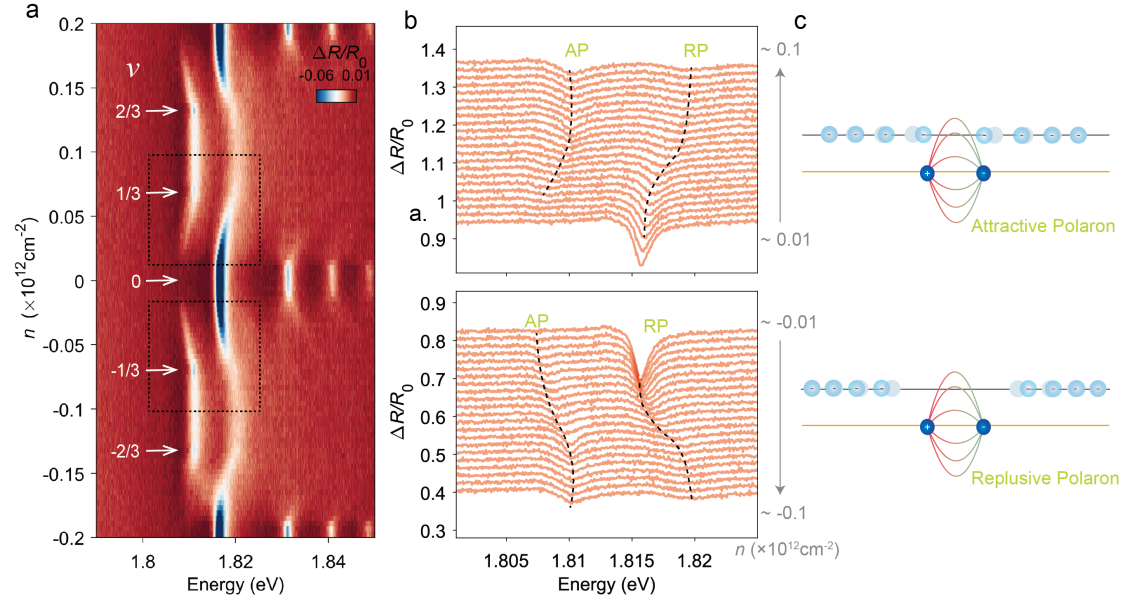 a
0.2
0.15
0.1
0.05
0
-0.05
-0.1
-0.15
-0.2
n (×10¹²cm⁻²)
ν
2/3
1/3
0
-1/3
-2/3
ΔR/R₀
-0.06 0.01
1.8 1.82 1.84
Energy (eV)
b
AP RP
1.4
1.3
1.2
1.1
1
0.9
ΔR/R₀
a.
~ 0.1
~ 0.01
AP RP
0.9
0.8
0.7
0.6
0.5
0.4
0.3
ΔR/R₀
~ -0.01
~ -0.1
n (×10¹²cm⁻²)
1.805 1.81 1.815 1.82
Energy (eV)
c
+ -
Attractive Polaron
+ -
Replusive Polaron